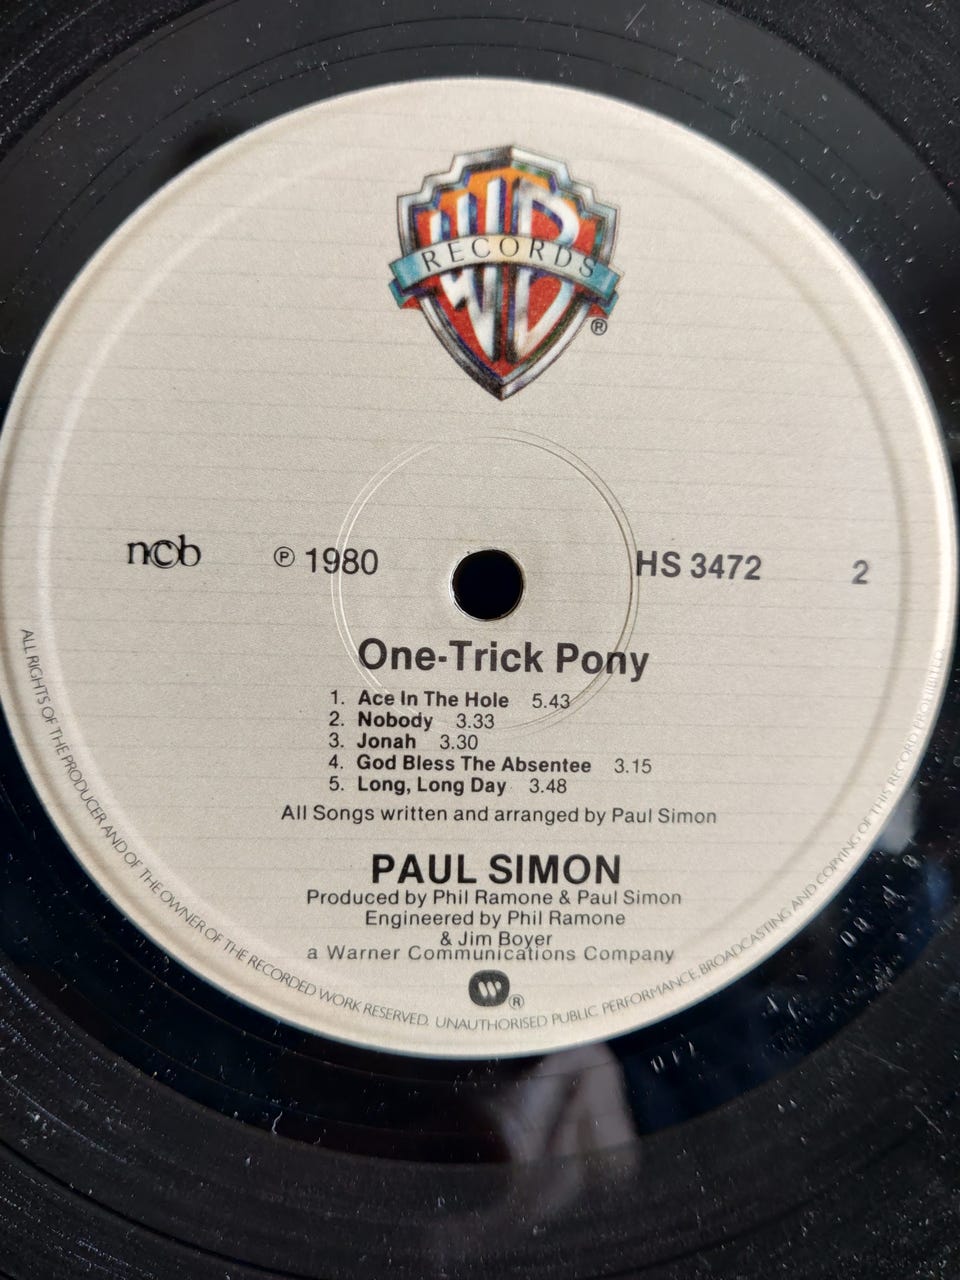 WB
RECORDS
®
ncb ℗ 1980 HS 3472 2
One-Trick Pony
1. Ace In The Hole 5.43
2. Nobody 3.33
3. Jonah 3.30
4. God Bless The Absentee 3.15
5. Long, Long Day 3.48
All Songs written and arranged by Paul Simon
PAUL SIMON
Produced by Phil Ramone & Paul Simon
Engineered by Phil Ramone
& Jim Boyer
a Warner Communications Company
W ®
ALL RIGHTS OF THE PRODUCER AND OF THE OWNER OF THE RECORDED WORK RESERVED. UNAUTHORISED PUBLIC PERFORMANCE, BROADCASTING AND COPYING OF THIS RECORD PROHIBITED.